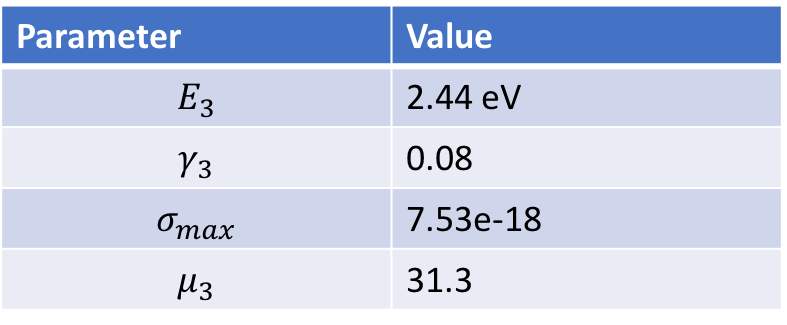 Parameter Value
E₃ 2.44 eV
γ₃ 0.08
σₘₐₓ 7.53e-18
μ₃ 31.3